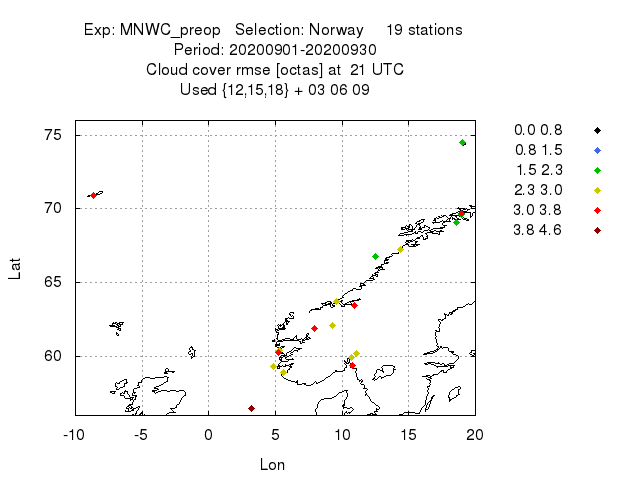 Exp: MNWC_preop Selection: Norway 19 stations
Period: 20200901-20200930
Cloud cover rmse [octas] at 21 UTC
Used {12,15,18} + 03 06 09
75
70
65
60
-10 -5 0 5 10 15 20
Lat
Lon
0.0 0.8
0.8 1.5
1.5 2.3
2.3 3.0
3.0 3.8
3.8 4.6